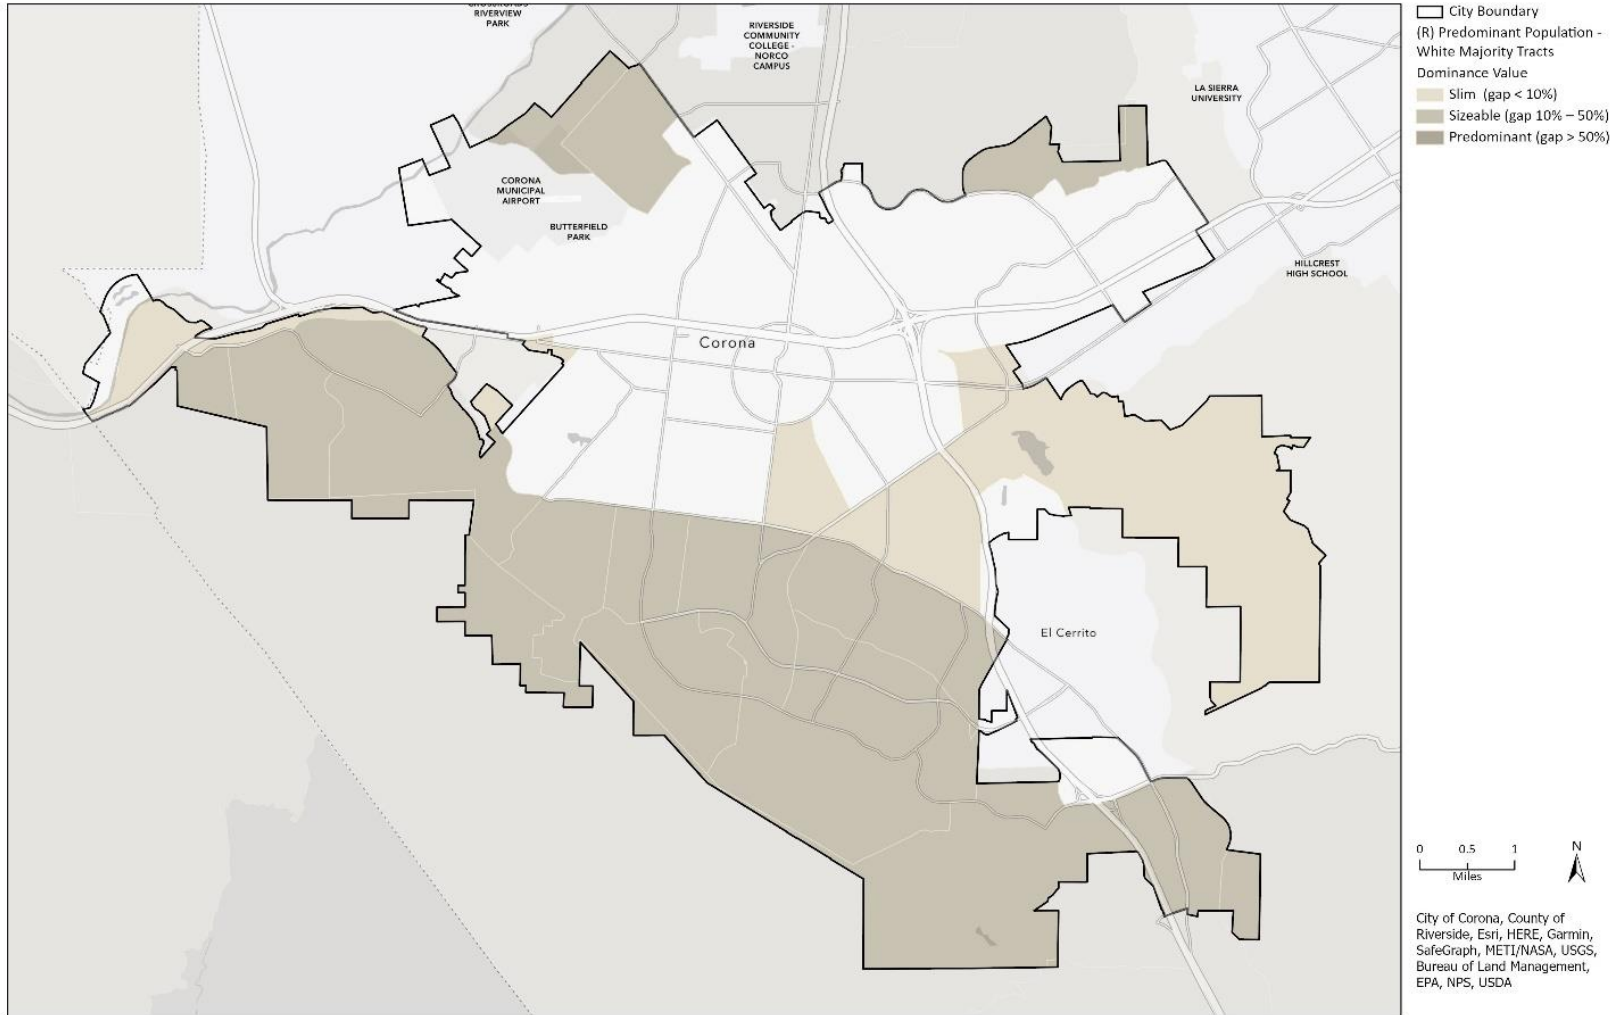 RIVERVIEW
PARK
RIVERSIDE
COMMUNITY
COLLEGE -
NORCO
CAMPUS
LA SIERRA
UNIVERSITY
CORONA
MUNICIPAL
AIRPORT
BUTTERFIELD
PARK
HILLCREST
HIGH SCHOOL
Corona
El Cerrito
City Boundary
(R) Predominant Population -
White Majority Tracts
Dominance Value
Slim (gap < 10%)
Sizeable (gap 10% – 50%)
Predominant (gap > 50%)
0 0.5 1
Miles
N
City of Corona, County of
Riverside, Esri, HERE, Garmin,
SafeGraph, METI/NASA, USGS,
Bureau of Land Management,
EPA, NPS, USDA